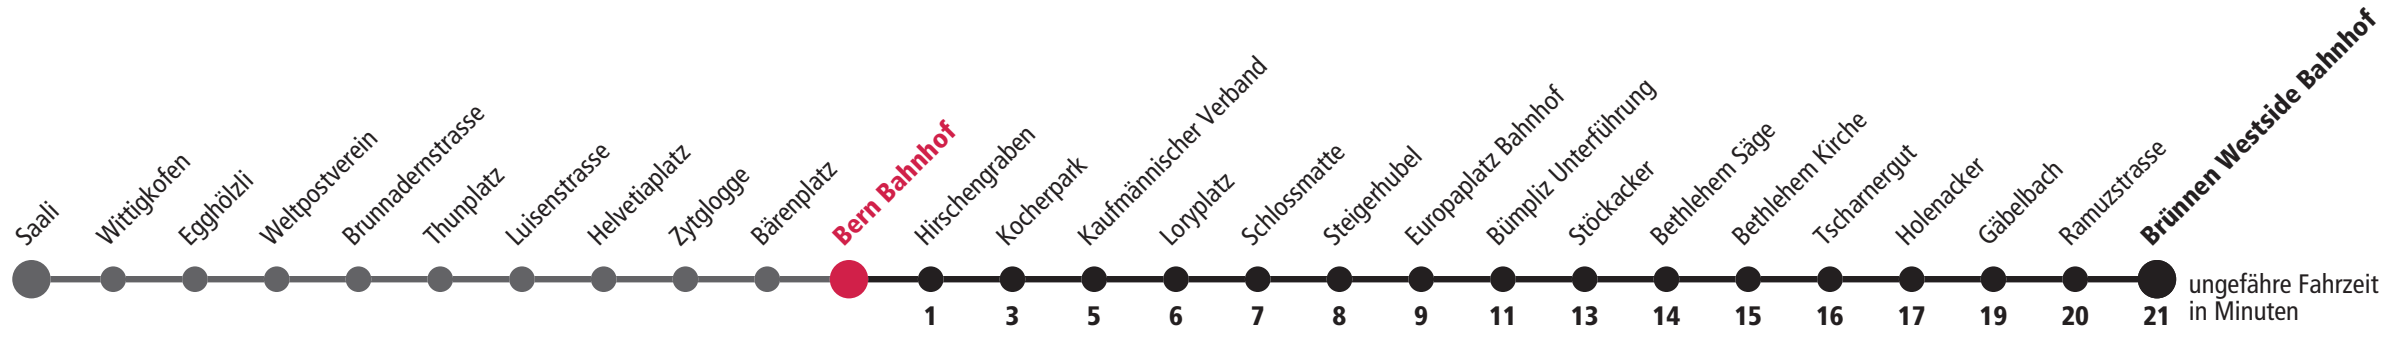 Saali
Wittigkofen
Egghölzli
Weltpostverein
Brunnadernstrasse
Thunplatz
Luisenstrasse
Helvetiaplatz
Zytglogge
Bärenplatz
Bern Bahnhof
Hirschengraben
Kocherpark
Kaufmännischer Verband
Loryplatz
Schlossmatte
Steigerhubel
Europaplatz Bahnhof
Bümpliz Unterführung
Stöckacker
Bethlehem Säge
Bethlehem Kirche
Tscharnergut
Holenacker
Gäbelbach
Ramuzstrasse
Brünnen Westside Bahnhof
1 3 5 6 7 8 9 11 13 14 15 16 17 19 20 21
ungefähre Fahrzeit
in Minuten